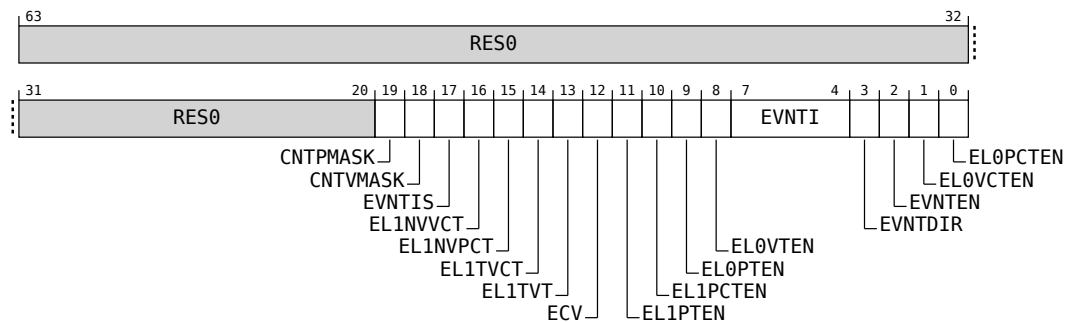 63 32
RES0
31 20 19 18 17 16 15 14 13 12 11 10 9 8 7 4 3 2 1 0
RES0 EVNTI
CNTPMASK EL0PCTEN
CNTVMASK EL0VCTEN
EVNTIS EVNTEN
EL1NVVCT EVNTDIR
EL1NVPCT EL0VTEN
EL1TVCT EL0PTEN
EL1TVT EL1PCTEN
ECV EL1PTEN